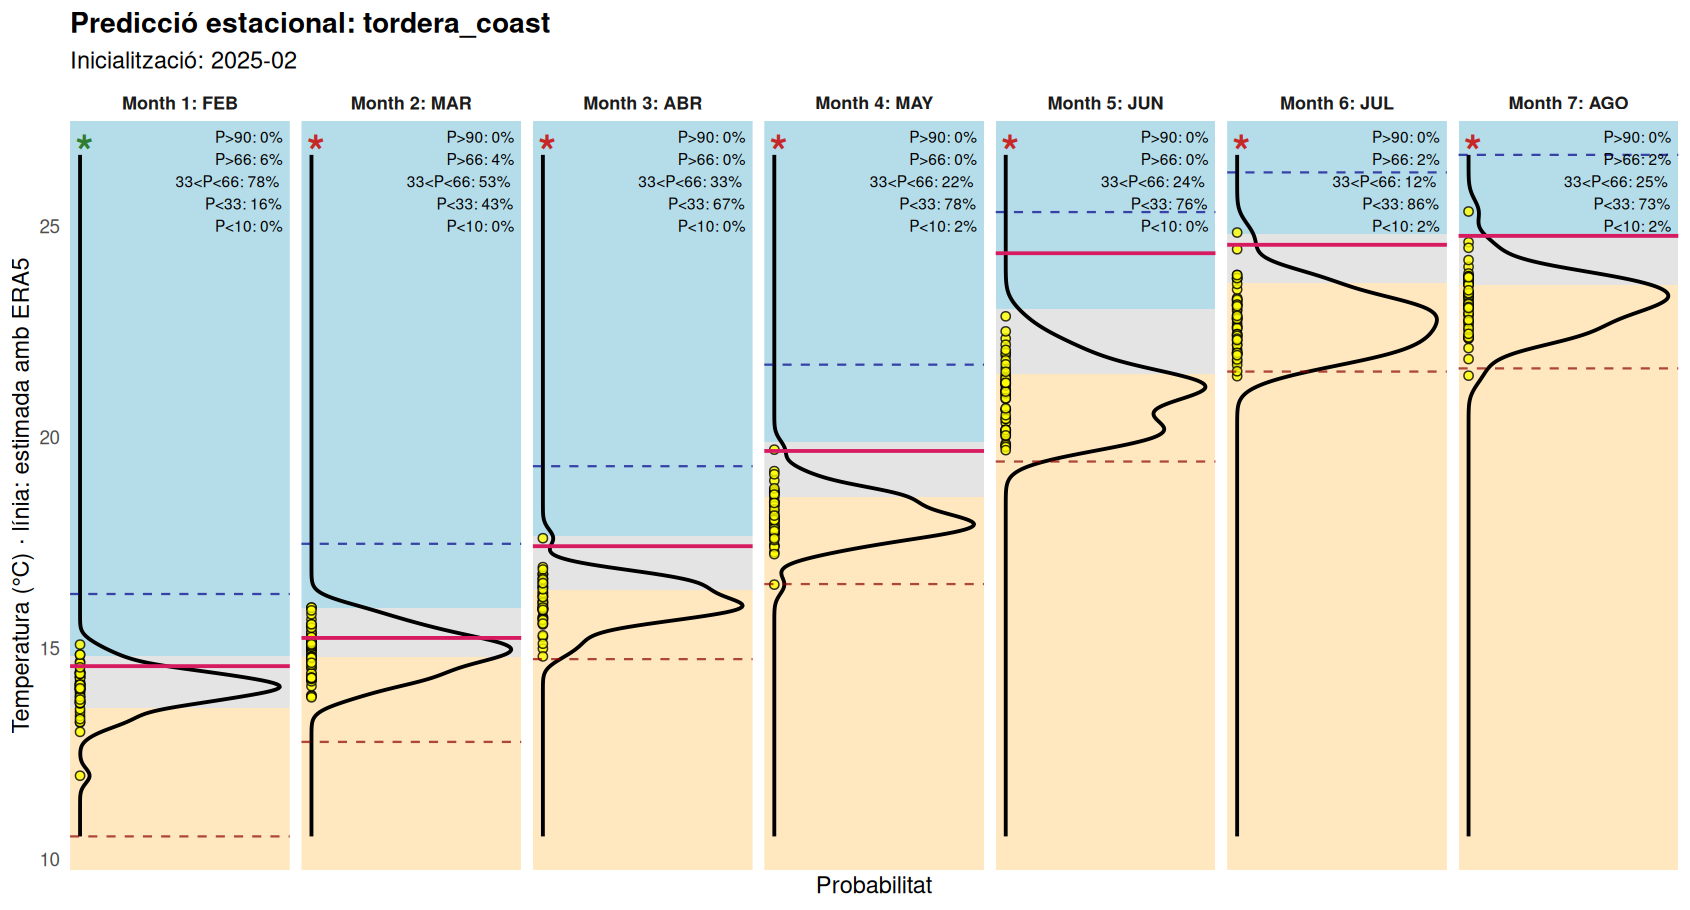 Predicció estacional: tordera_coast
Inicialització: 2025-02
Month 1: FEB
Month 2: MAR
Month 3: ABR
Month 4: MAY
Month 5: JUN
Month 6: JUL
Month 7: AGO
*
P>90: 0%
P>66: 6%
33<P<66: 78%
P<33: 16%
P<10: 0%
*
P>90: 0%
P>66: 4%
33<P<66: 53%
P<33: 43%
P<10: 0%
*
P>90: 0%
P>66: 0%
33<P<66: 33%
P<33: 67%
P<10: 0%
*
P>90: 0%
P>66: 0%
33<P<66: 22%
P<33: 78%
P<10: 2%
*
P>90: 0%
P>66: 0%
33<P<66: 24%
P<33: 76%
P<10: 0%
*
P>90: 0%
P>66: 2%
33<P<66: 12%
P<33: 86%
P<10: 2%
*
P>90: 0%
P>66: 2%
33<P<66: 25%
P<33: 73%
P<10: 2%
25
20
15
10
Temperatura (°C) · línia: estimada amb ERA5
Probabilitat